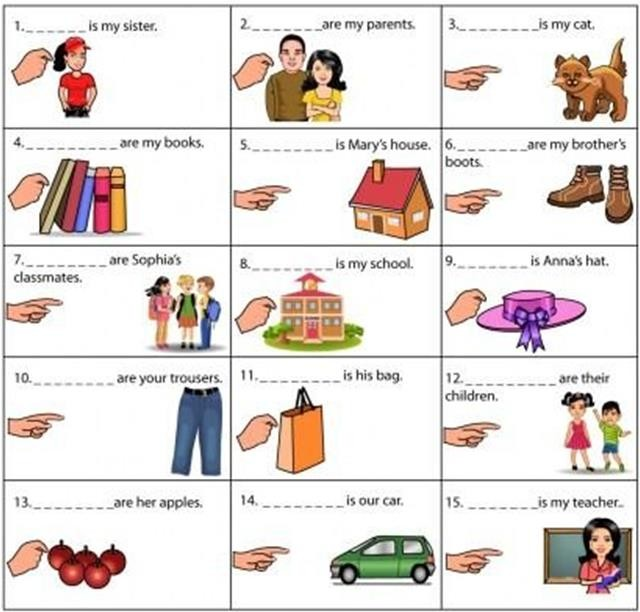 1._ _ _ _ _ _ _ is my sister.
2._ _ _ _ _ _ _ _are my parents.
3._ _ _ _ _ _ _ _ _is my cat.
4._ _ _ _ _ _ _ _ _ are my books.
5._ _ _ _ _ _ _ _ _ is Mary's house.
6._ _ _ _ _ _ _ _are my brother's
boots.
7._ _ _ _ _ _ _ _ are Sophia's
classmates.
8._ _ _ _ _ _ _ _ is my school.
9._ _ _ _ _ _ _ is Anna's hat.
10._ _ _ _ _ _ _ _ are your trousers.
11._ _ _ _ _ _ _ _ is his bag.
12._ _ _ _ _ _ _ _ _ are their
children.
13._ _ _ _ _ _ _ _are her apples.
14. _ _ _ _ _ _ _ _ is our car.
15. _ _ _ _ _ _ _is my teacher..